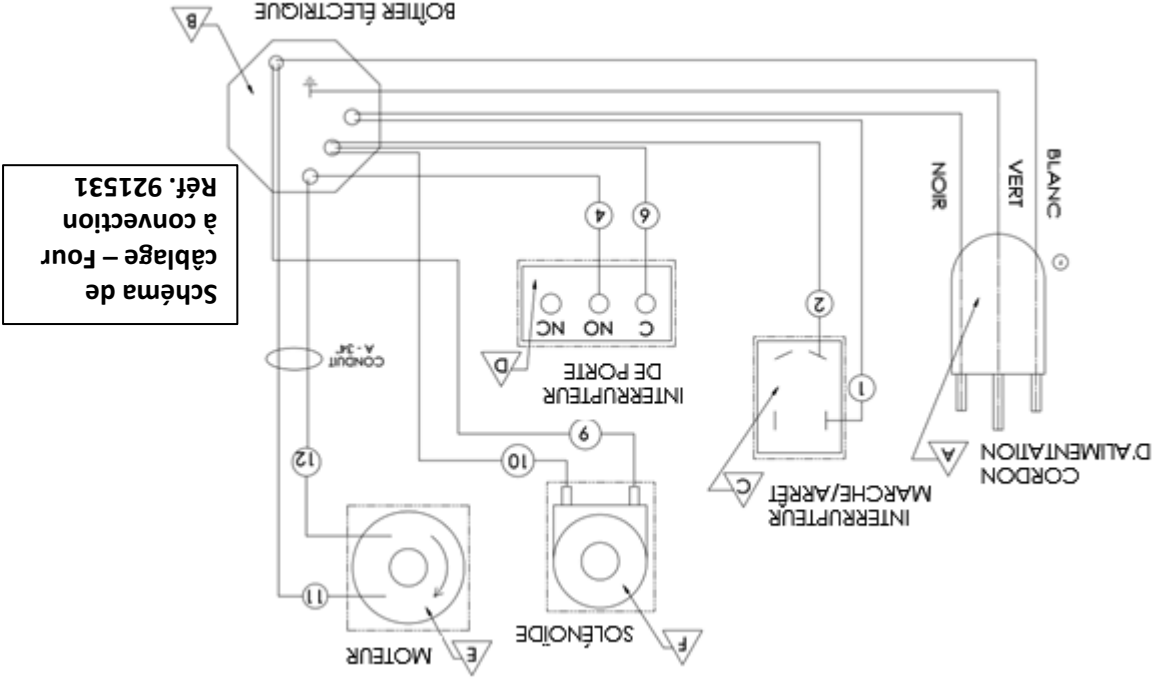 F
E
SOLÉNOÏDE
MOTEUR
11
CORDON
D'ALIMENTATION
A
INTERRUPTEUR
MARCHE/ARRÊT
C
9
10
12
INTERRUPTEUR
DE PORTE
D
1
2
C
NO
NC
CONDUIT
A - 34"
6
4
BLANC
VERT
NOIR
Schéma de
câblage – Four
à convection
Réf. 921531
BOÎTIER ÉLECTRIQUE
B